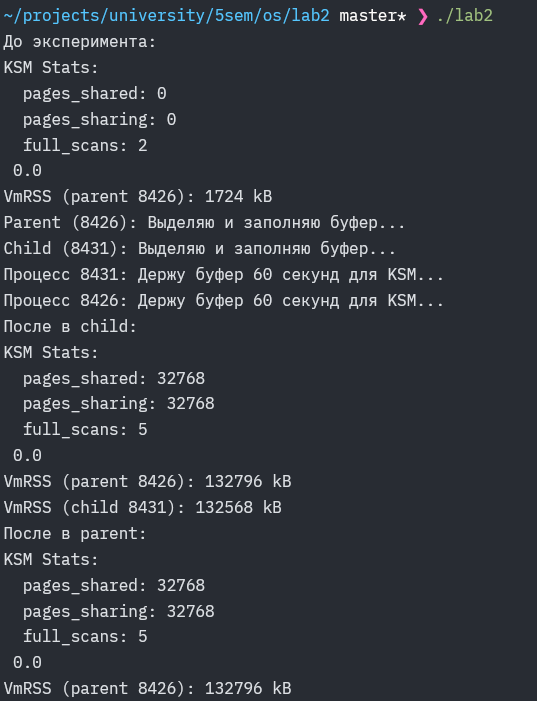 ~/projects/university/5sem/os/lab2 master* ❯ ./lab2
До эксперимента:
KSM Stats:
  pages_shared: 0
  pages_sharing: 0
  full_scans: 2
 0.0
VmRSS (parent 8426): 1724 kB
Parent (8426): Выделяю и заполняю буфер...
Child (8431): Выделяю и заполняю буфер...
Процесс 8431: Держу буфер 60 секунд для KSM...
Процесс 8426: Держу буфер 60 секунд для KSM...
После в child:
KSM Stats:
  pages_shared: 32768
  pages_sharing: 32768
  full_scans: 5
 0.0
VmRSS (parent 8426): 132796 kB
VmRSS (child 8431): 132568 kB
После в parent:
KSM Stats:
  pages_shared: 32768
  pages_sharing: 32768
  full_scans: 5
 0.0
VmRSS (parent 8426): 132796 kB